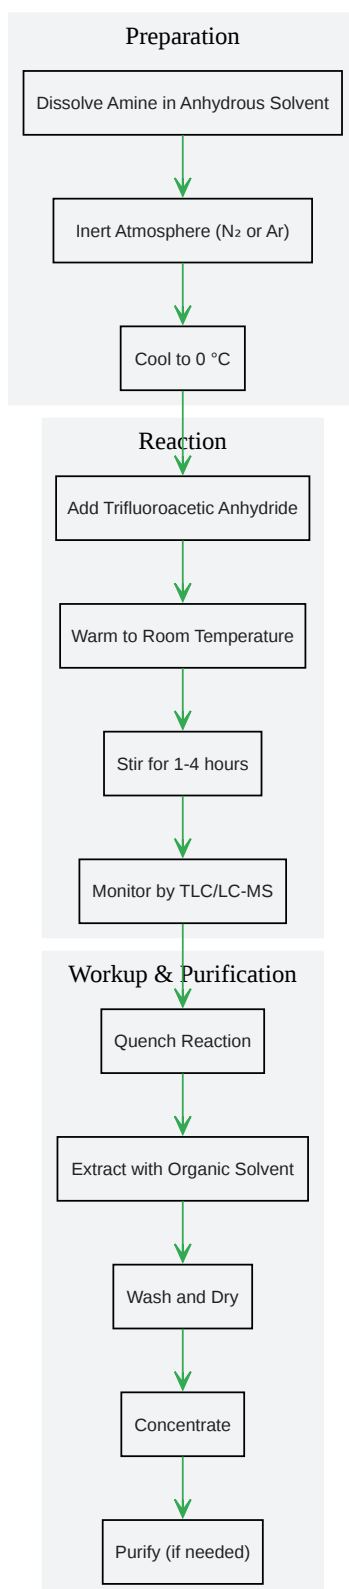 Preparation
Dissolve Amine in Anhydrous Solvent
Inert Atmosphere (N₂ or Ar)
Cool to 0 °C
Reaction
Add Trifluoroacetic Anhydride
Warm to Room Temperature
Stir for 1-4 hours
Monitor by TLC/LC-MS
Workup & Purification
Quench Reaction
Extract with Organic Solvent
Wash and Dry
Concentrate
Purify (if needed)